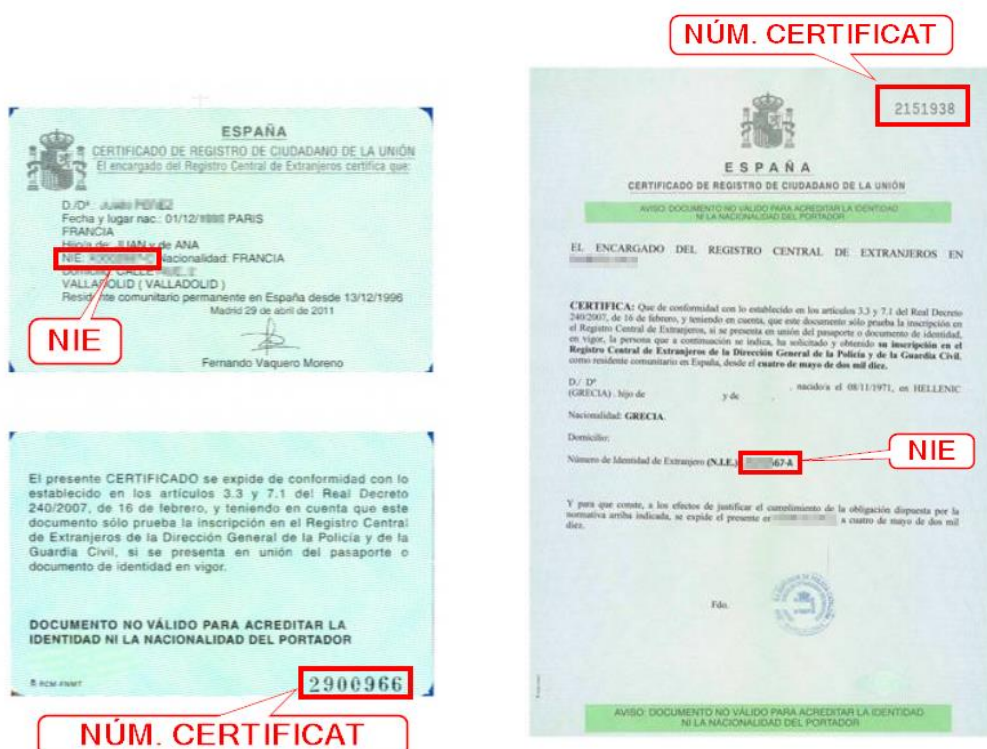 NÚM. CERTIFICAT
ESPAÑA
CERTIFICADO DE REGISTRO DE CIUDADANO DE LA UNIÓN
El encargado del Registro Central de Extranjeros certifica que:
D./Dª.:
Fecha y lugar nac.: 01/12/ PARIS
FRANCIA
Hijo/a de: JUAN y de ANA
NIE: Nacionalidad: FRANCIA
Domicilio: CALLE
VALLADOLID ( VALLADOLID )
Residente comunitario permanente en España desde 13/12/1996
Madrid 29 de abril de 2011
NIE
Fernando Vaquero Moreno
El presente CERTIFICADO se expide de conformidad con lo
establecido en los artículos 3.3 y 7.1 del Real Decreto
240/2007, de 16 de febrero, y teniendo en cuenta que este
documento sólo prueba la inscripción en el Registro Central
de Extranjeros de la Dirección General de la Policía y de la
Guardia Civil, si se presenta en unión del pasaporte o
documento de identidad en vigor.
DOCUMENTO NO VÁLIDO PARA ACREDITAR LA
IDENTIDAD NI LA NACIONALIDAD DEL PORTADOR
2900966
NÚM. CERTIFICAT
2151938
ESPAÑA
CERTIFICADO DE REGISTRO DE CIUDADANO DE LA UNIÓN
AVISO: DOCUMENTO NO VÁLIDO PARA ACREDITAR LA IDENTIDAD
NI LA NACIONALIDAD DEL PORTADOR
EL ENCARGADO DEL REGISTRO CENTRAL DE EXTRANJEROS EN
CERTIFICA: Que de conformidad con lo establecido en los artículos 3.3 y 7.1 del Real Decreto
240/2007, de 16 de febrero, y teniendo en cuenta, que este documento sólo prueba la inscripción en
el Registro Central de Extranjeros, si se presenta en unión del pasaporte o documento de identidad,
en vigor, la persona que a continuación se indica, ha solicitado y obtenido su inscripción en el
Registro Central de Extranjeros de la Dirección General de la Policía y de la Guardia Civil,
como residente comunitario en España, desde el cuatro de mayo de dos mil diez.
D./ Dª , nacido/a el 08/11/1971, en HELLENIC
(GRECIA) , hijo de y de
Nacionalidad: GRECIA.
Domicilio:
Número de Identidad de Extranjero (N.I.E.) 67-A
NIE
Y para que conste, a los efectos de justificar el cumplimiento de la obligación dispuesta por la
normativa arriba indicada, se expide el presente en a cuatro de mayo de dos mil
diez.
Fdo.
AVISO: DOCUMENTO NO VÁLIDO PARA ACREDITAR LA IDENTIDAD
NI LA NACIONALIDAD DEL PORTADOR